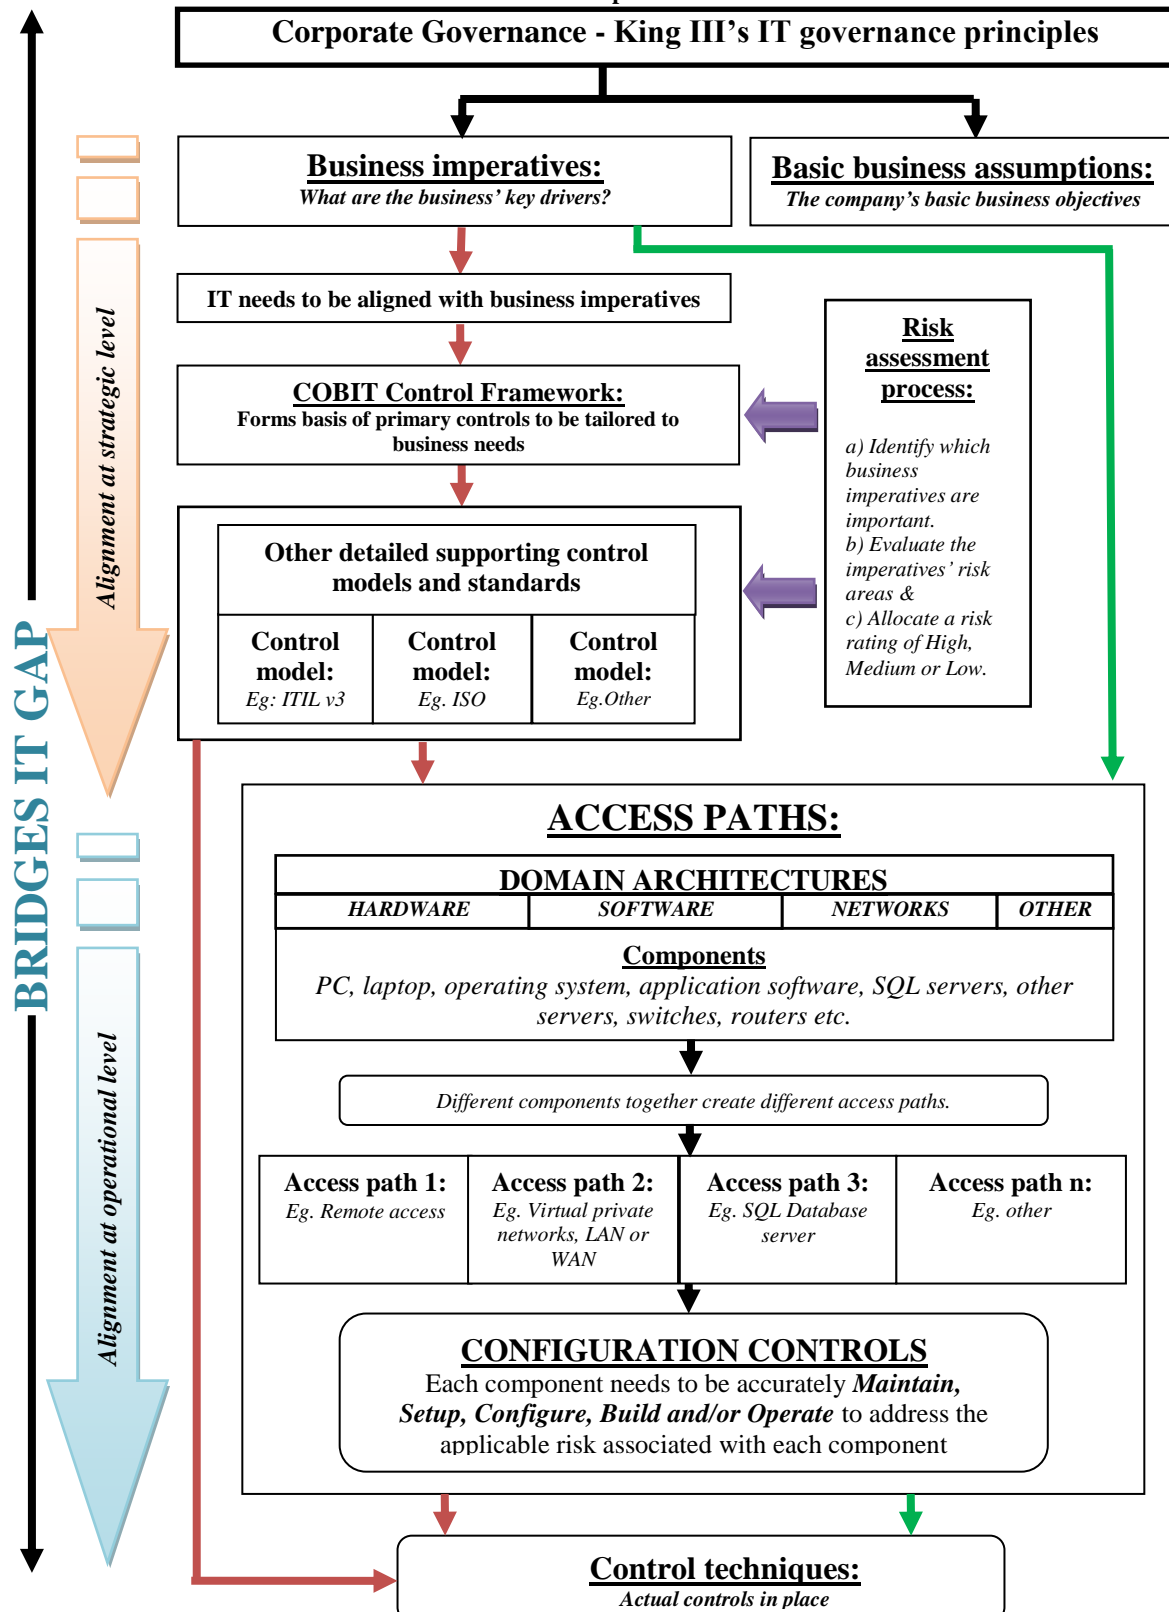 Corporate Governance - King III’s IT governance principles
Business imperatives:
What are the business’ key drivers?
Basic business assumptions:
The company’s basic business objectives
IT needs to be aligned with business imperatives
COBIT Control Framework:
Forms basis of primary controls to be tailored to
business needs
Risk
assessment
process:
a) Identify which
business
imperatives are
important.
b) Evaluate the
imperatives’ risk
areas &
c) Allocate a risk
rating of High,
Medium or Low.
Other detailed supporting control
models and standards
Control
model:
Eg: ITIL v3
Control
model:
Eg. ISO
Control
model:
Eg.Other
Alignment at strategic level
BRIDGES IT GAP
Alignment at operational level
ACCESS PATHS:
DOMAIN ARCHITECTURES
HARDWARE
SOFTWARE
NETWORKS
OTHER
Components
PC, laptop, operating system, application software, SQL servers, other
servers, switches, routers etc.
Different components together create different access paths.
Access path 1:
Eg. Remote access
Access path 2:
Eg. Virtual private
networks, LAN or
WAN
Access path 3:
Eg. SQL Database
server
Access path n:
Eg. other
CONFIGURATION CONTROLS
Each component needs to be accurately Maintain,
Setup, Configure, Build and/or Operate to address the
applicable risk associated with each component
Control techniques:
Actual controls in place